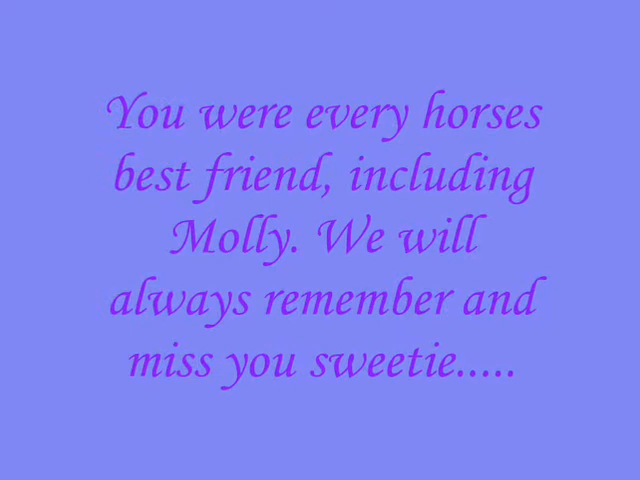 You were every horses
best friend, including
Molly. We will
always remember and
miss you sweetie.....